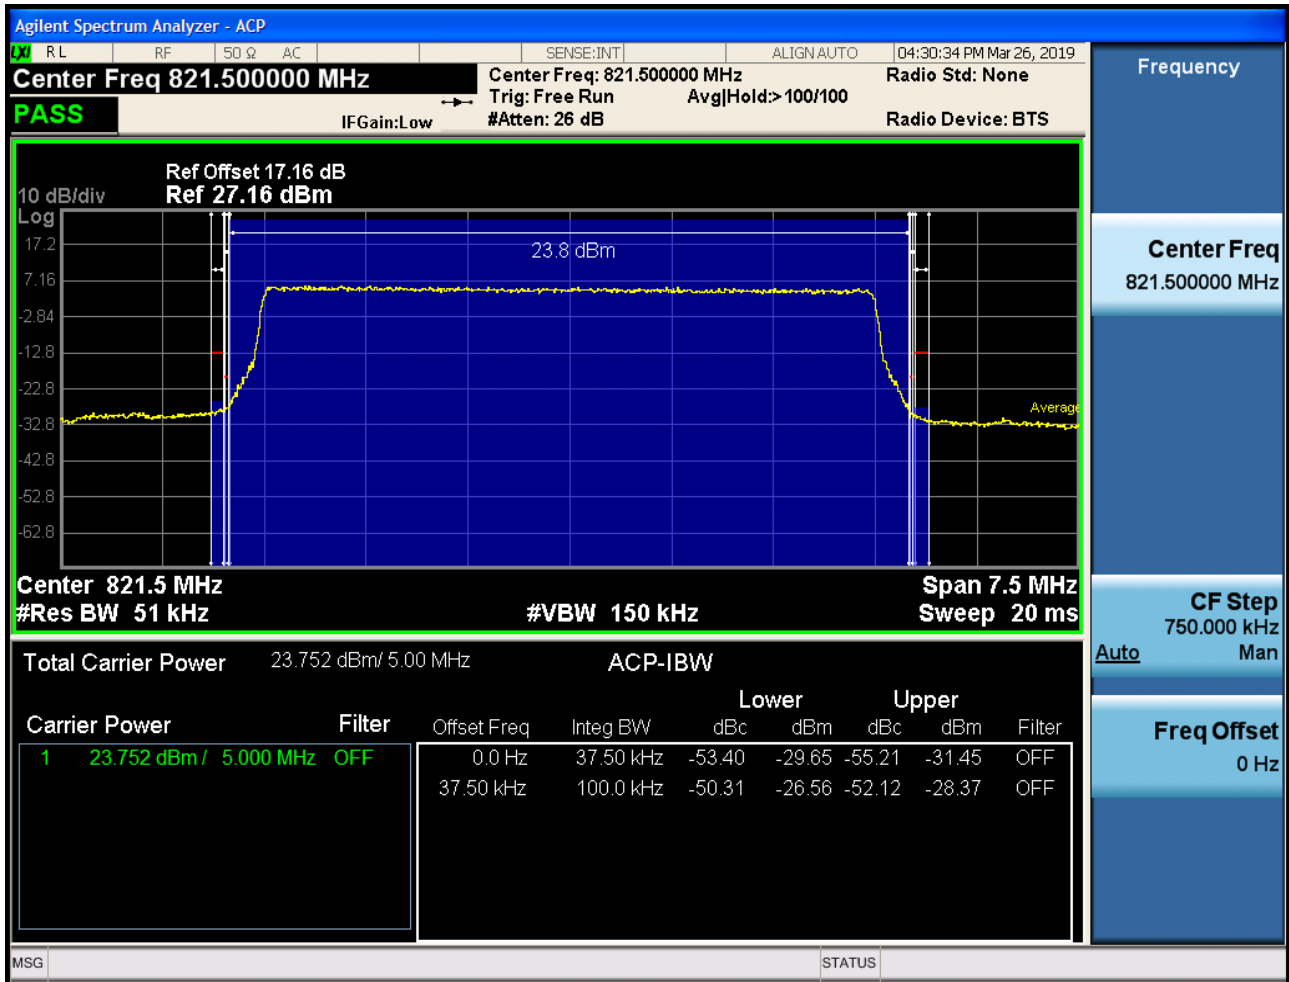 Agilent Spectrum Analyzer - ACP
LXI RL RF 50 Ω AC SENSE:INT ALIGN AUTO 04:30:34 PM Mar 26, 2019
Center Freq 821.500000 MHz
Center Freq: 821.500000 MHz
Radio Std: None
Trig: Free Run Avg|Hold:>100/100
PASS
IFGain:Low
#Atten: 26 dB
Radio Device: BTS
Ref Offset 17.16 dB
10 dB/div Ref 27.16 dBm
Log
17.2
23.8 dBm
7.16
-2.84
-12.8
-22.8
Average
-32.8
-42.8
-52.8
-62.8
Center 821.5 MHz Span 7.5 MHz
#Res BW 51 kHz #VBW 150 kHz Sweep 20 ms
Total Carrier Power 23.752 dBm/ 5.00 MHz ACP-IBW
Lower Upper
Carrier Power Filter Offset Freq Integ BW dBc dBm dBc dBm Filter
1 23.752 dBm / 5.000 MHz OFF 0.0 Hz 37.50 kHz -53.40 -29.65 -55.21 -31.45 OFF
37.50 kHz 100.0 kHz -50.31 -26.56 -52.12 -28.37 OFF
MSG STATUS
Frequency
Center Freq
821.500000 MHz
CF Step
750.000 kHz
Auto Man
Freq Offset
0 Hz